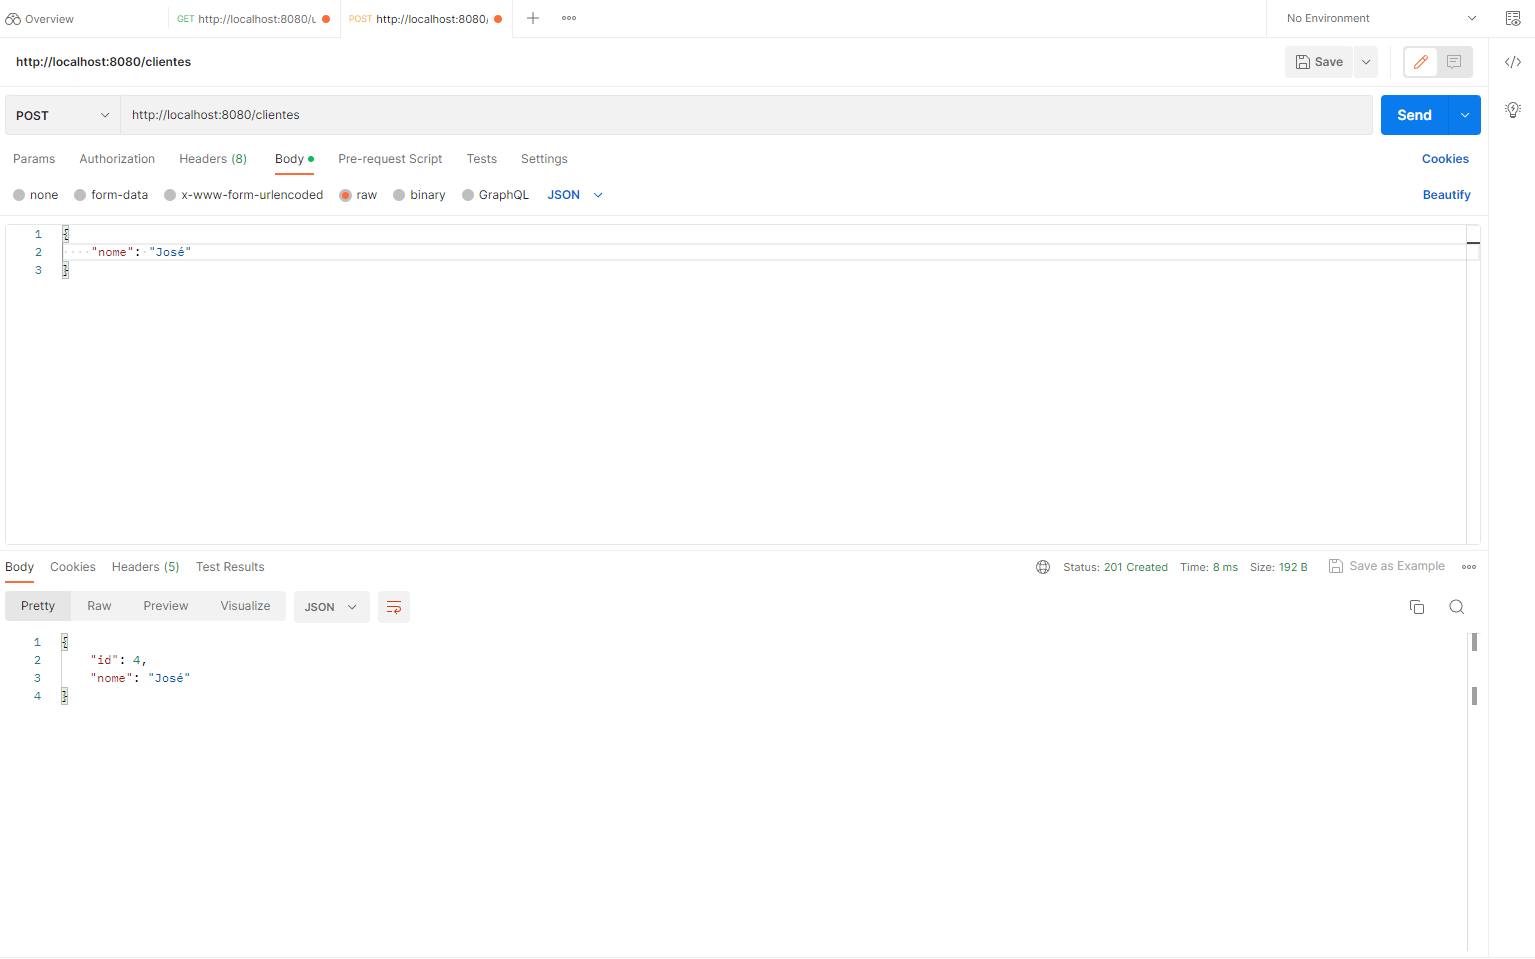 Overview GET http://localhost:8080/u POST http://localhost:8080/ No Environment
http://localhost:8080/clientes Save
POST http://localhost:8080/clientes Send
Params Authorization Headers (8) Body Pre-request Script Tests Settings Cookies
none form-data x-www-form-urlencoded raw binary GraphQL JSON Beautify
1 {
2 "nome": "José"
3 }
Body Cookies Headers (5) Test Results Status: 201 Created Time: 8 ms Size: 192 B Save as Example
Pretty Raw Preview Visualize JSON
1 {
2 "id": 4,
3 "nome": "José"
4 }